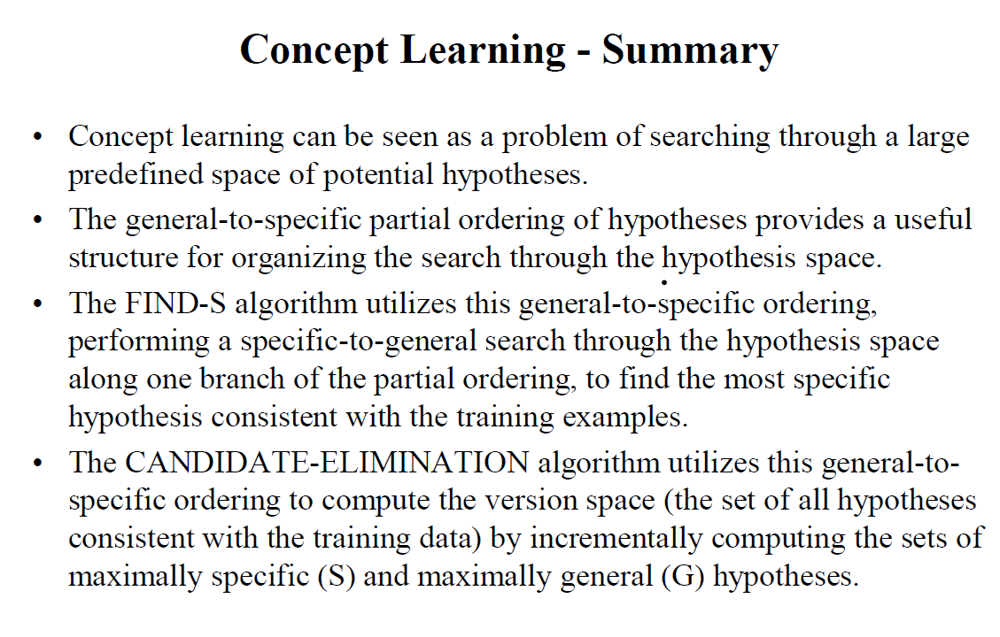 Concept Learning - Summary
• Concept learning can be seen as a problem of searching through a large
predefined space of potential hypotheses.
• The general-to-specific partial ordering of hypotheses provides a useful
structure for organizing the search through the hypothesis space.
• The FIND-S algorithm utilizes this general-to-specific ordering,
performing a specific-to-general search through the hypothesis space
along one branch of the partial ordering, to find the most specific
hypothesis consistent with the training examples.
• The CANDIDATE-ELIMINATION algorithm utilizes this general-to-
specific ordering to compute the version space (the set of all hypotheses
consistent with the training data) by incrementally computing the sets of
maximally specific (S) and maximally general (G) hypotheses.